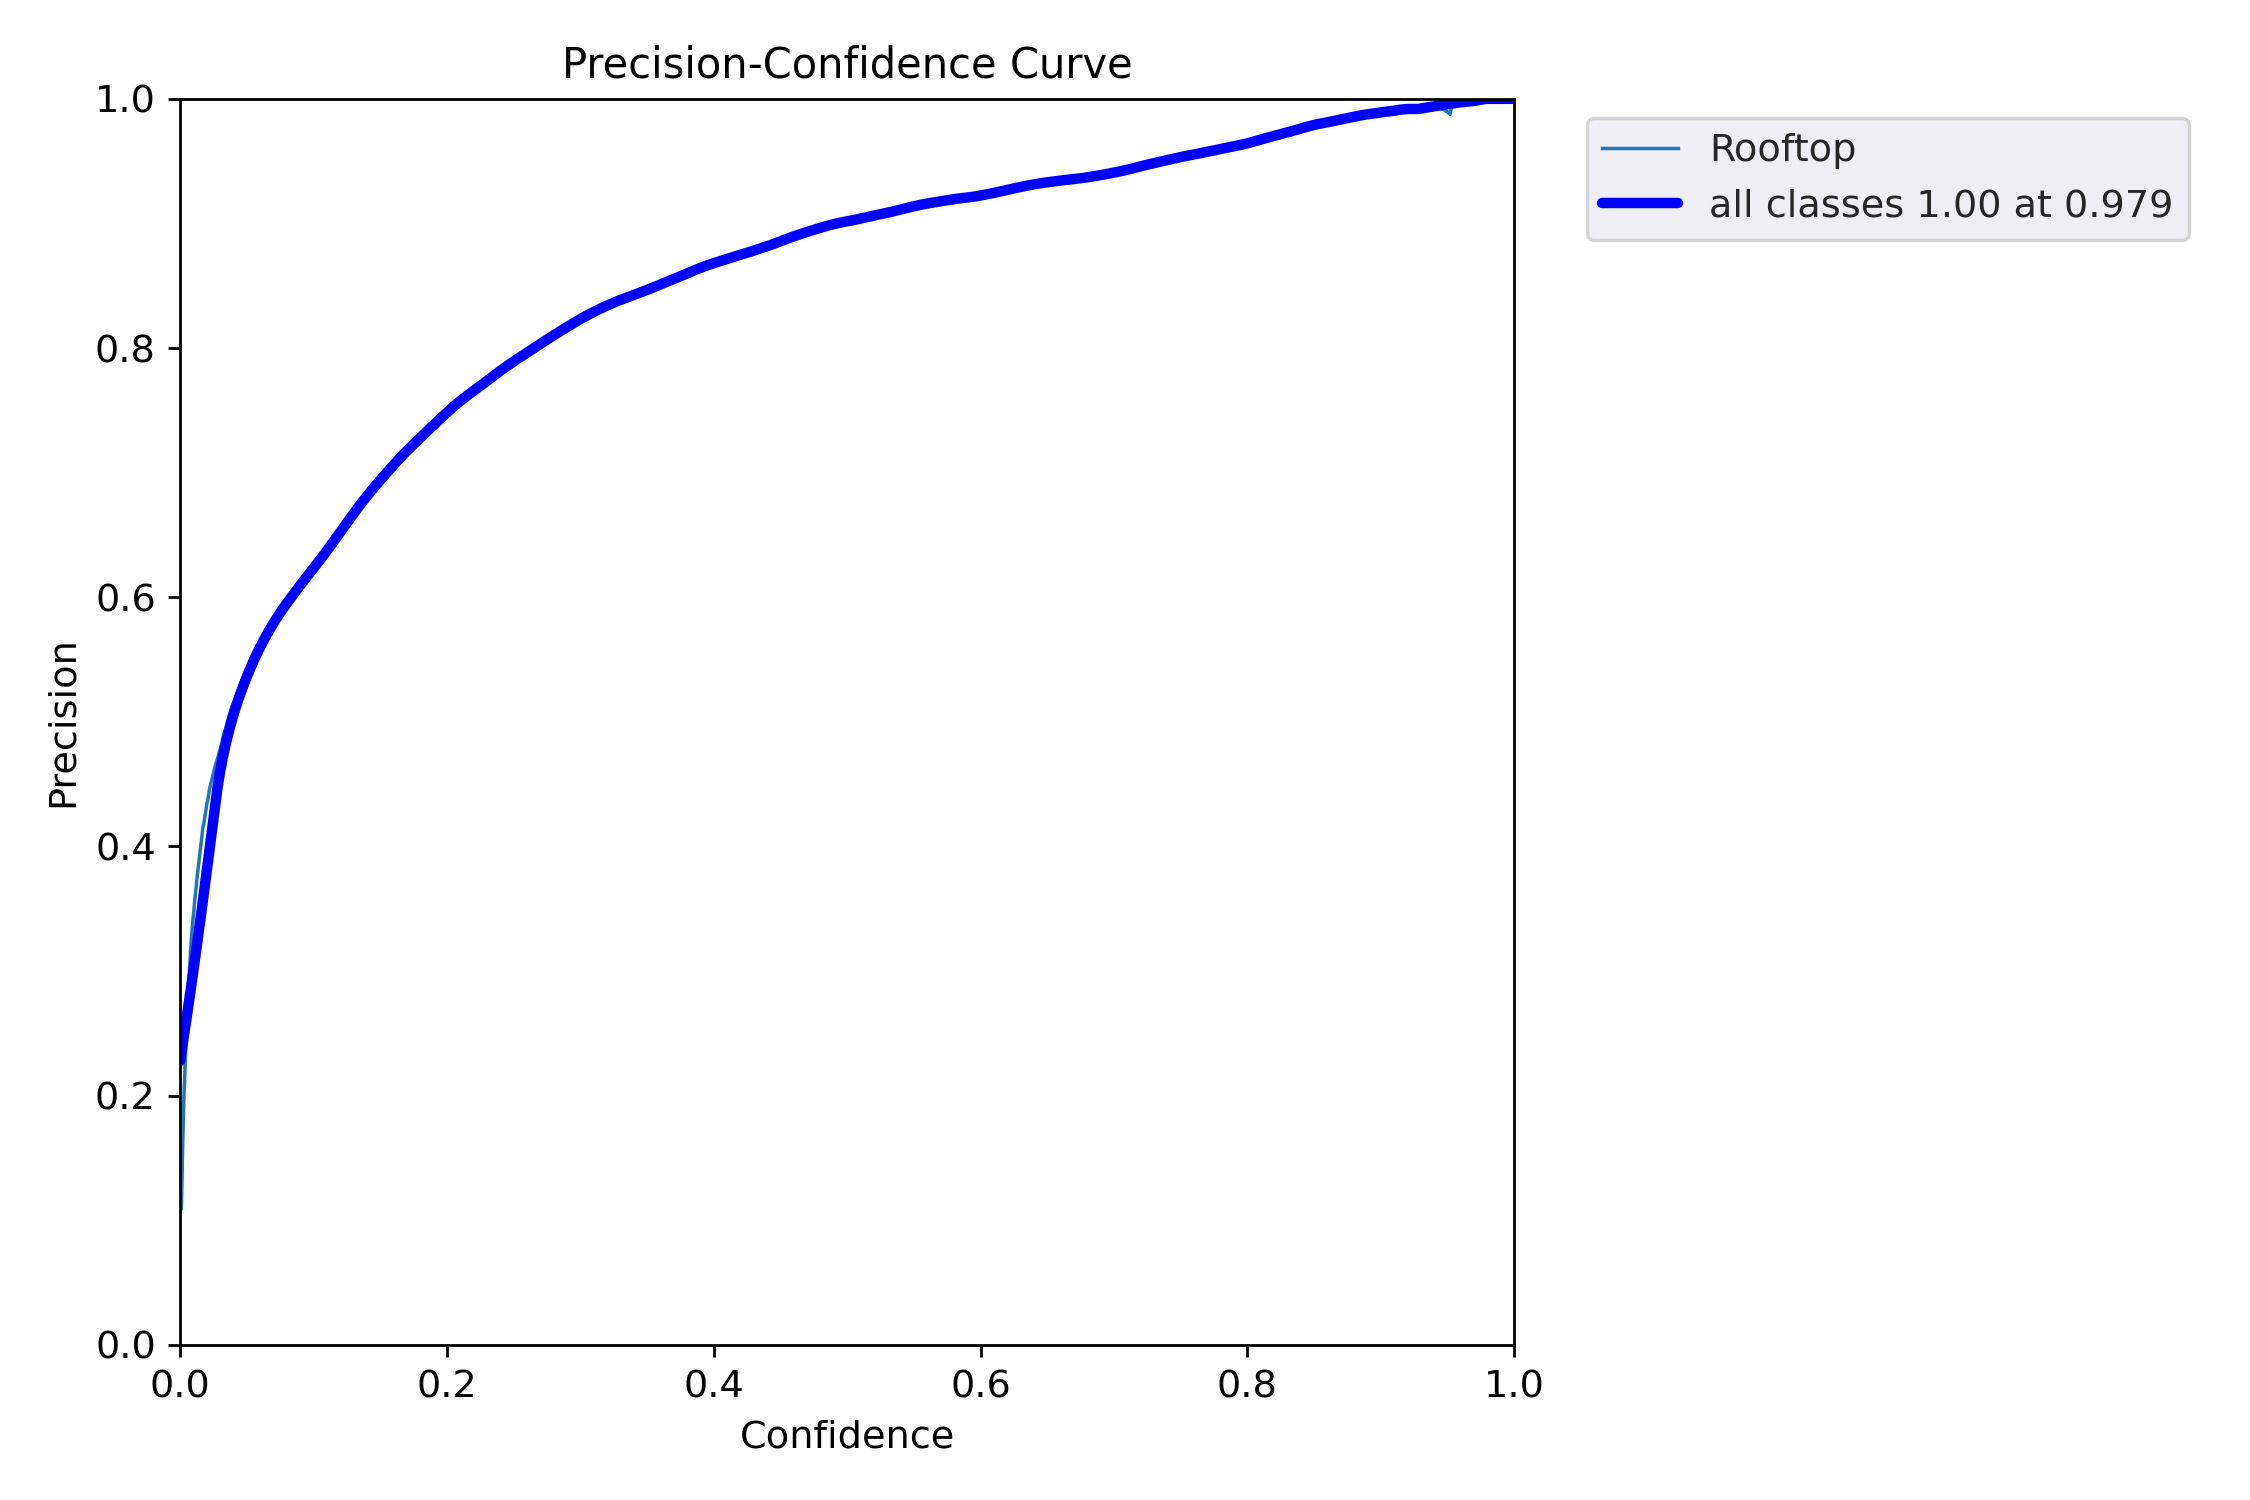 Precision-Confidence Curve
1.0
0.8
0.6
0.4
0.2
0.0
Precision
0.0 0.2 0.4 0.6 0.8 1.0
Confidence
Rooftop
all classes 1.00 at 0.979